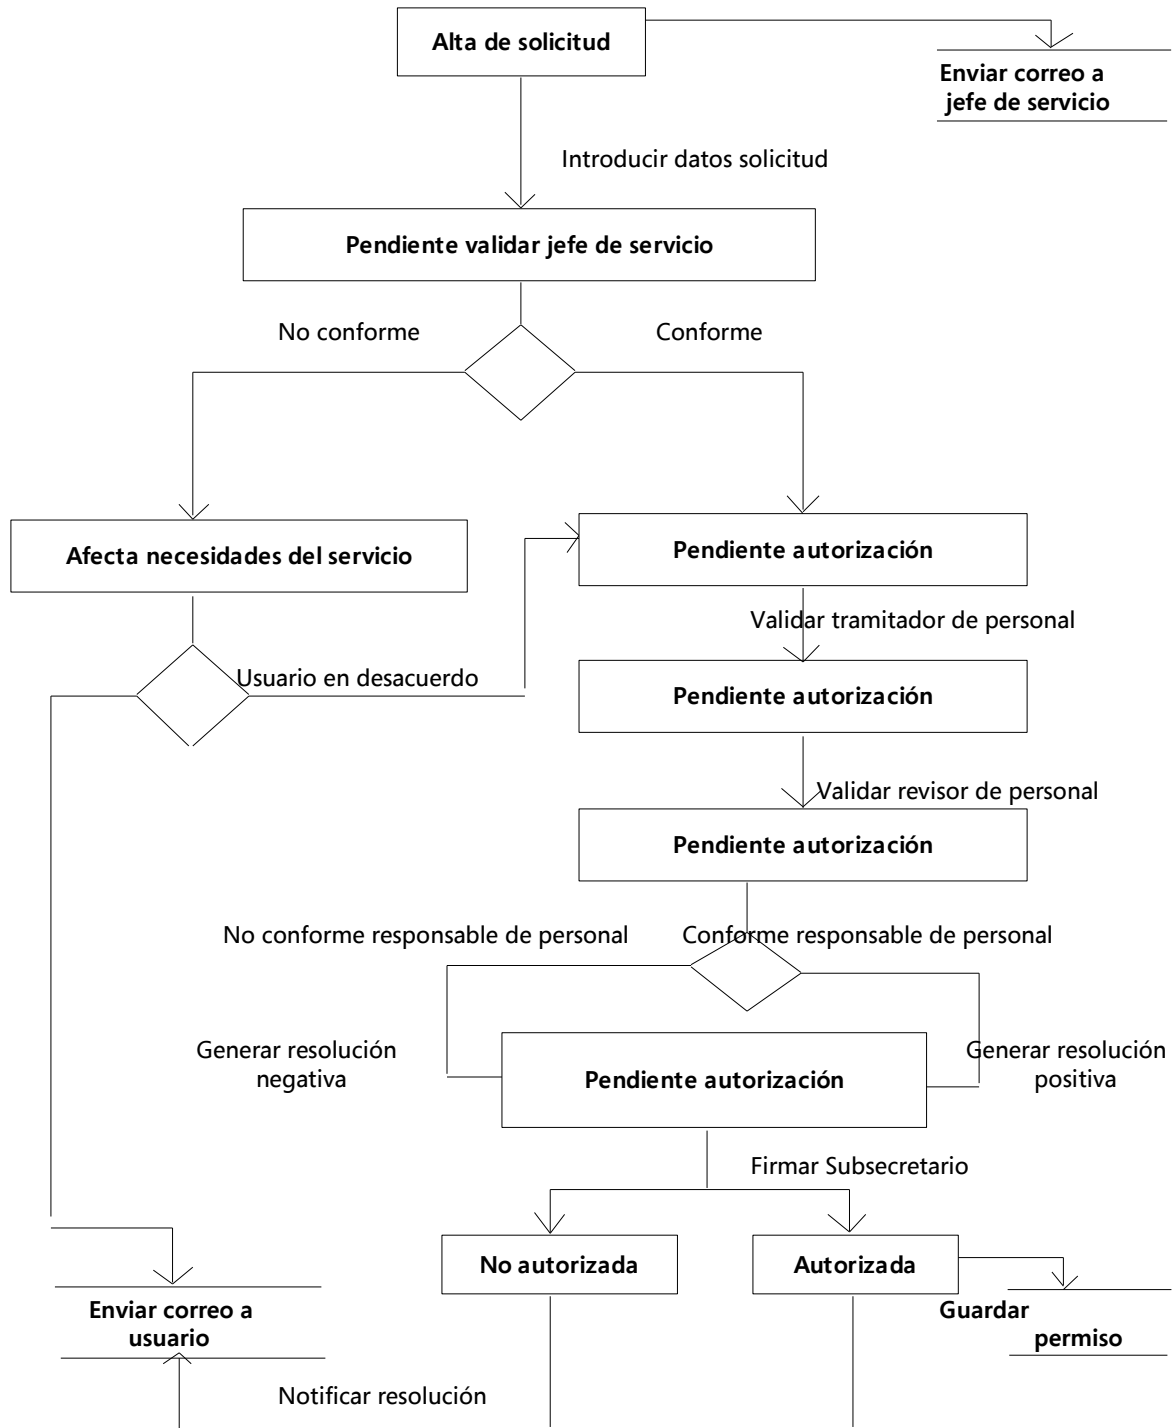 Alta de solicitud
Enviar correo a
jefe de servicio
Introducir datos solicitud
Pendiente validar jefe de servicio
No conforme
Conforme
Afecta necesidades del servicio
Pendiente autorización
Validar tramitador de personal
Usuario en desacuerdo
Pendiente autorización
Validar revisor de personal
Pendiente autorización
No conforme responsable de personal
Conforme responsable de personal
Generar resolución
negativa
Pendiente autorización
Generar resolución
positiva
Firmar Subsecretario
No autorizada
Autorizada
Enviar correo a
usuario
Guardar
permiso
Notificar resolución